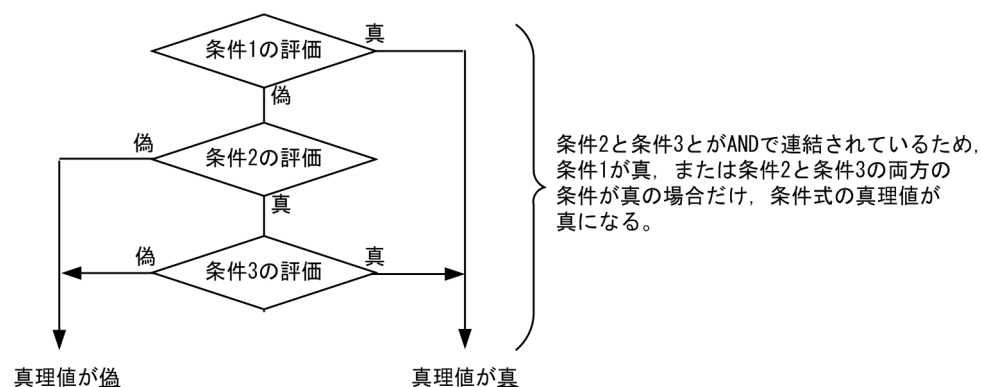 真
条件1の評価
偽
偽
条件2の評価
真
偽
条件3の評価
真
条件2と条件3とがANDで連結されているため，
条件1が真，または条件2と条件3の両方の
条件が真の場合だけ，条件式の真理値が
真になる。
真理値が偽
真理値が真